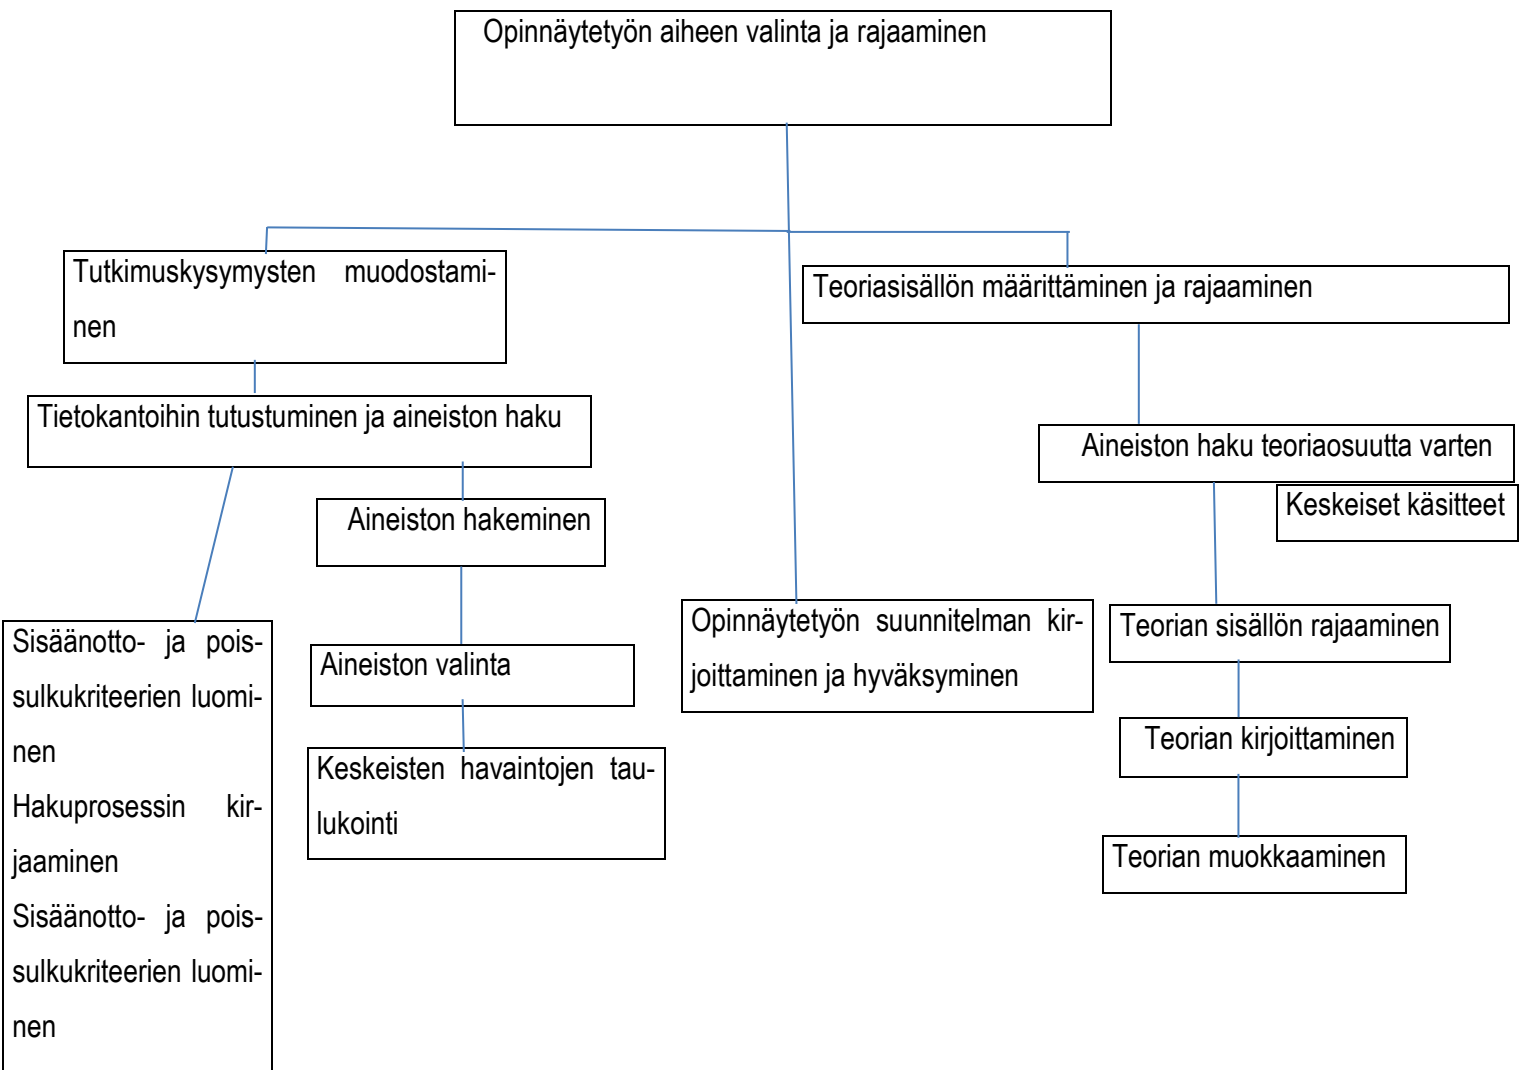 Opinnäytetyön aiheen valinta ja rajaaminen
Tutkimuskysymysten muodostami-
nen
Teoriasisällön määrittäminen ja rajaaminen
Tietokantoihin tutustuminen ja aineiston haku
Aineiston haku teoriaosuutta varten
Keskeiset käsitteet
Aineiston hakeminen
Sisäänotto- ja pois-
sulkukriteerien luomi-
nen
Hakuprosessin kir-
jaaminen
Sisäänotto- ja pois-
sulkukriteerien luomi-
nen
Aineiston valinta
Keskeisten havaintojen tau-
lukointi
Opinnäytetyön suunnitelman kir-
joittaminen ja hyväksyminen
Teorian sisällön rajaaminen
Teorian kirjoittaminen
Teorian muokkaaminen